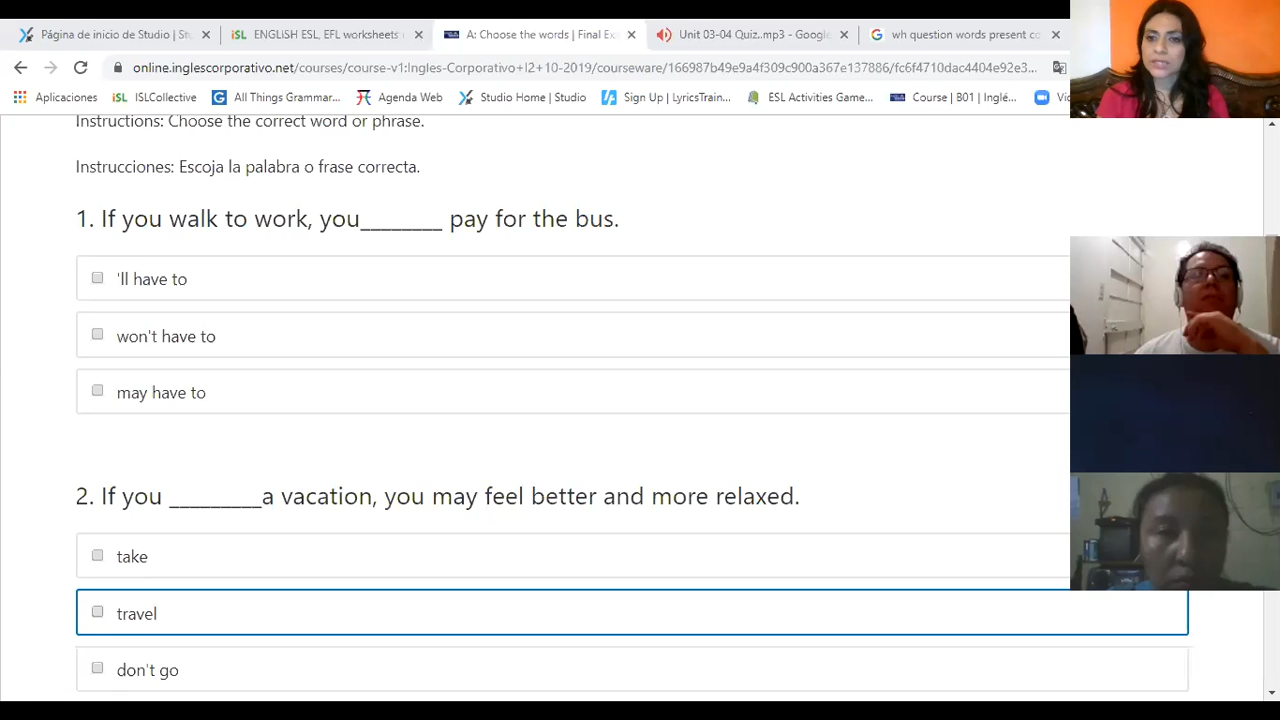 Página de inicio de Studio | St
ENGLISH ESL, EFL worksheets
A: Choose the words | Final Ex
Unit 03-04 Quiz..mp3 - Google
wh question words present co
online.inglescorporativo.net/courses/course-v1:Ingles-Corporativo+I2+10-2019/courseware/166987b49e9a4f309c900a367e137886/fc6f4710dac4404e92e3...
Aplicaciones
iSL ISLCollective
All Things Grammar...
Agenda Web
Studio Home | Studio
Sign Up | LyricsTrain...
ESL Activities Game...
Course | B01 | Inglé...
Instructions: Choose the correct word or phrase.
Instrucciones: Escoja la palabra o frase correcta.
1. If you walk to work, you________ pay for the bus.
'll have to
won't have to
may have to
2. If you _________a vacation, you may feel better and more relaxed.
take
travel
don't go